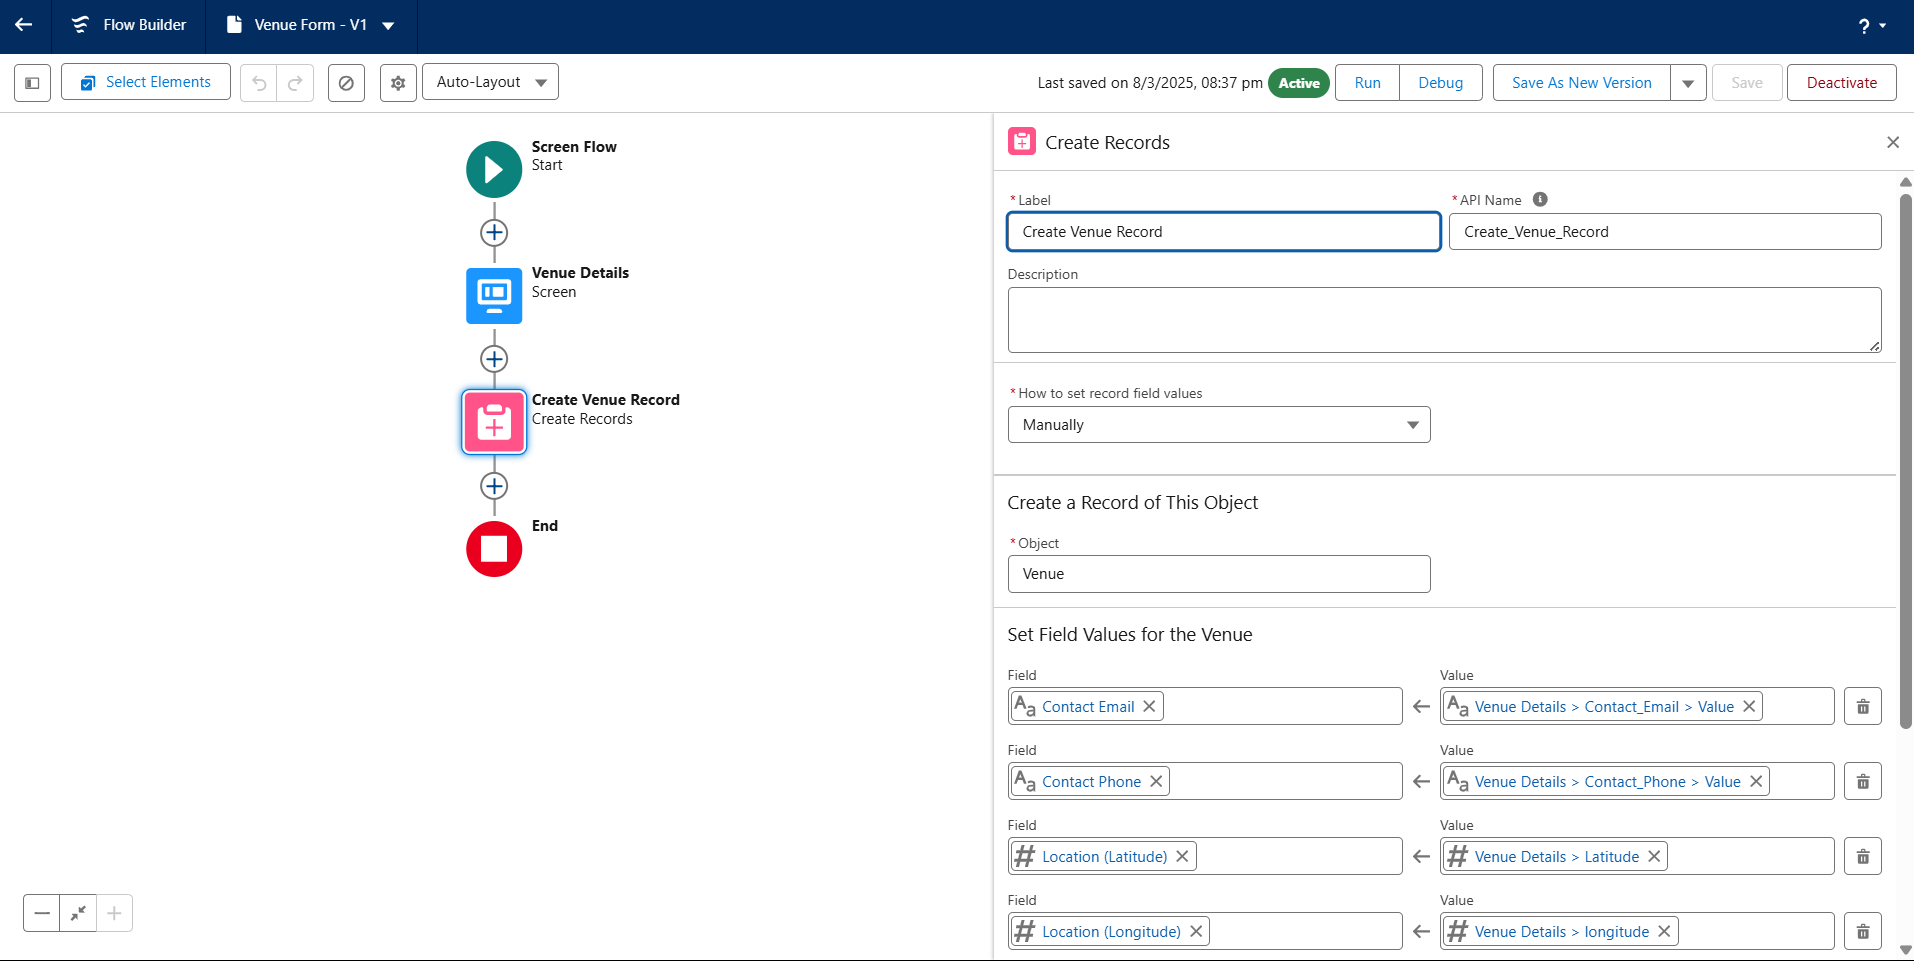 Flow Builder
Venue Form - V1
?
Select Elements
Auto-Layout
Last saved on 8/3/2025, 08:37 pm
Active
Run
Debug
Save As New Version
Save
Deactivate
Screen Flow
Start
Venue Details
Screen
Create Venue Record
Create Records
End
Create Records
* Label
Create Venue Record
* API Name
Create_Venue_Record
Description
* How to set record field values
Manually
Create a Record of This Object
* Object
Venue
Set Field Values for the Venue
Field
Value
Aa Contact Email
Aa Venue Details > Contact_Email > Value
Field
Value
Aa Contact Phone
Aa Venue Details > Contact_Phone > Value
Field
Value
# Location (Latitude)
# Venue Details > Latitude
Field
Value
# Location (Longitude)
# Venue Details > longitude